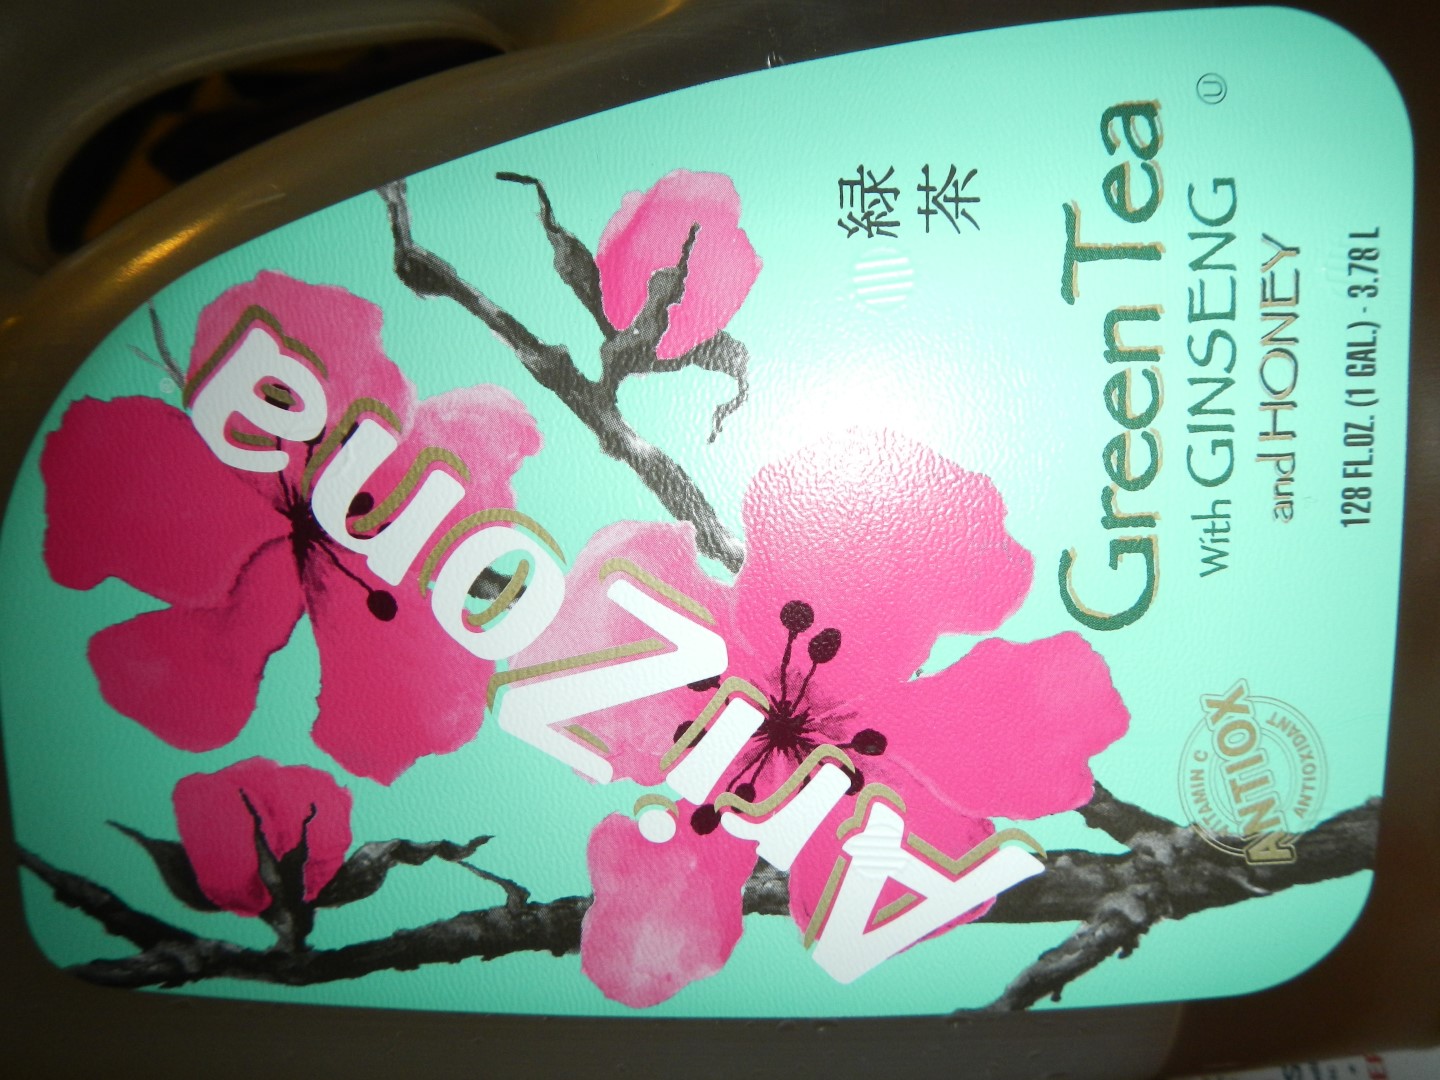 AriZona
緑茶
Green Tea
With GINSENG
and HONEY
U
VITAMIN C
ANTIOX
ANTIOXIDANT
128 FL.OZ. (1 GAL.) - 3.78 L